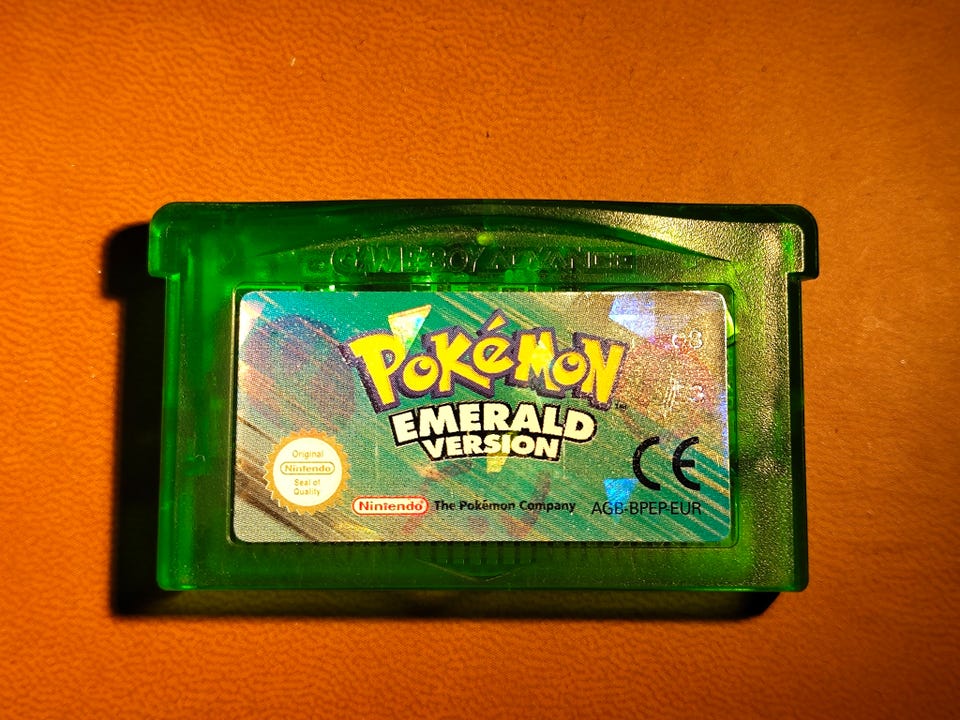 GAME BOY ADVANCE
POKéMON
™
EMERALD
VERSION
Original
Nintendo
Seal of
Quality
Nintendo The Pokémon Company
CE
AGB-BPEP-EUR